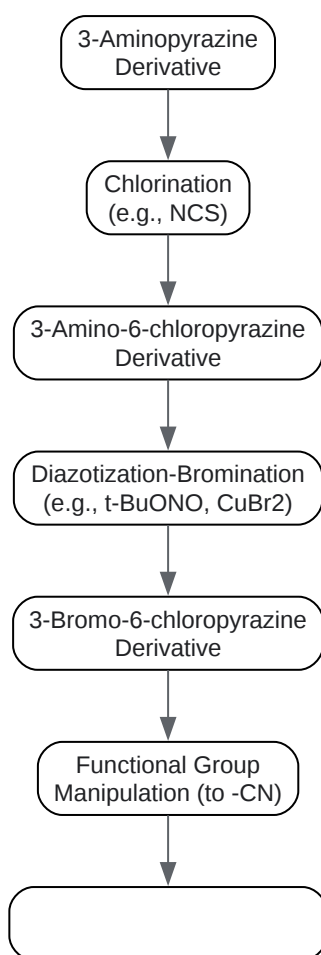 3-Aminopyrazine
Derivative
Chlorination
(e.g., NCS)
3-Amino-6-chloropyrazine
Derivative
Diazotization-Bromination
(e.g., t-BuONO, CuBr2)
3-Bromo-6-chloropyrazine
Derivative
Functional Group
Manipulation (to -CN)